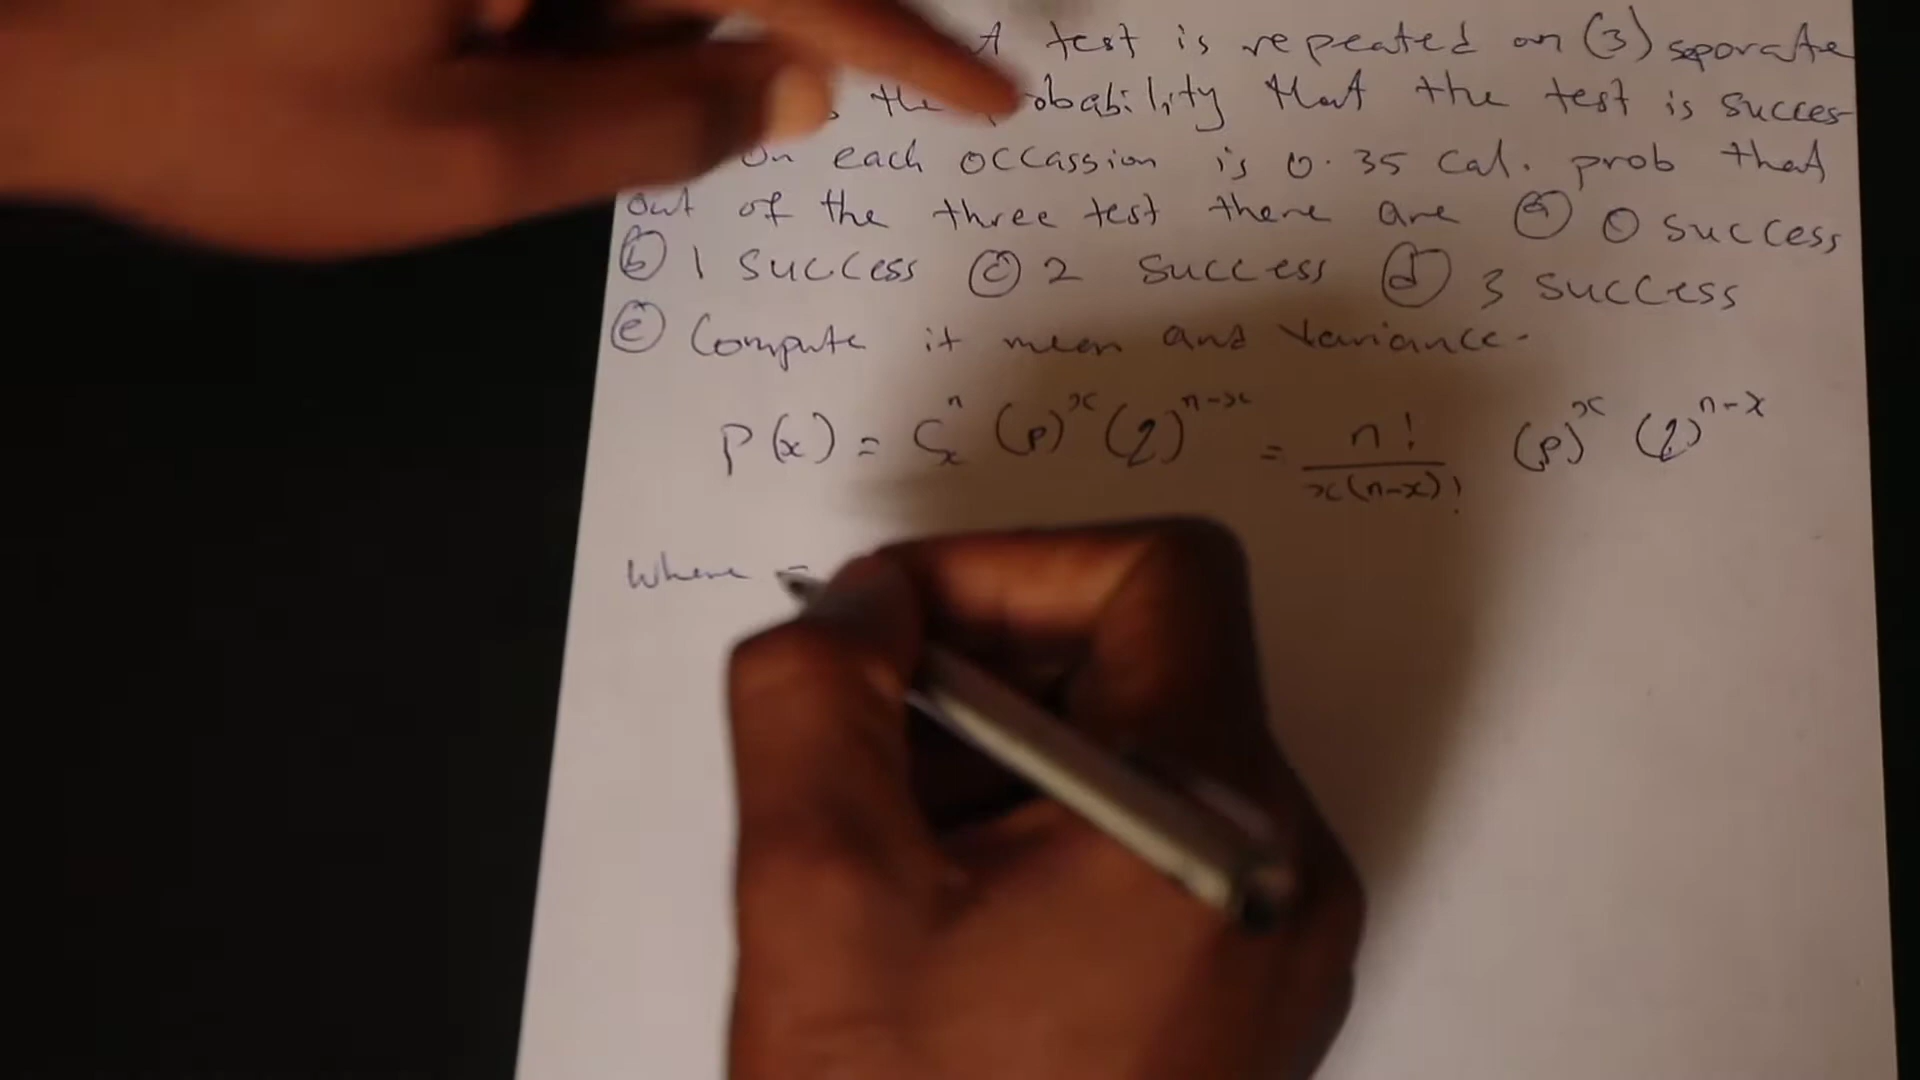 A test is repeated on (3) seporate
the probability that the test is succes-
on each occassion is 0.35 cal. prob that
out of the three test there are ⓐ 0 success
ⓑ 1 success ⓒ 2 success ⓓ 3 success
ⓔ Compute it mean and variance.
P(x) = Cₓⁿ (p)ˣ (q)ⁿ⁻ˣ = n! / x(n-x)! (p)ˣ (q)ⁿ⁻ˣ
Where